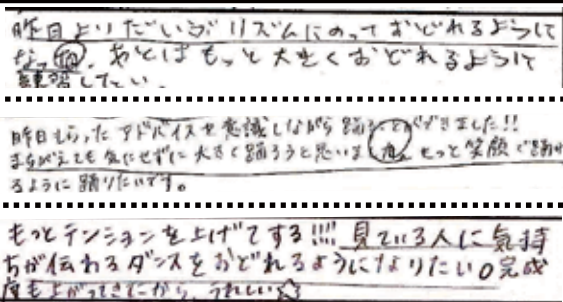 昨日よりだいぶリズムにのっておどれるように
なった。あとはもっと大きくおどれるように
練習したい。
昨日もらったアドバイスを意識しながら踊ることができました!!
まちがえても気にせずに大きく踊ろうと思います。もっと笑顔で踊れ
るように踊りたいです。
もっとテンションを上げてする!!!! 見ている人に気持
ちが伝わるダンスをおどれるようになりたい。完成
度も上がってきたから、うれしい☆